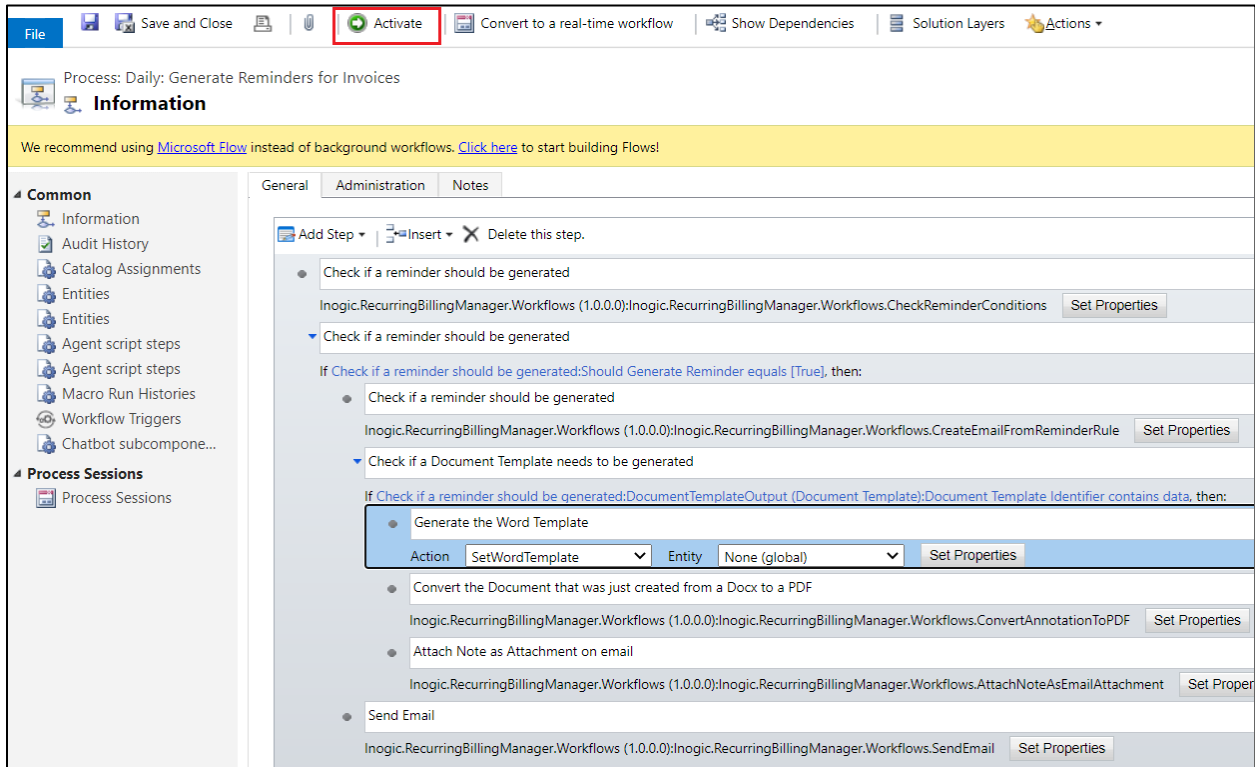 File Save and Close Activate Convert to a real-time workflow Show Dependencies Solution Layers Actions
Process: Daily: Generate Reminders for Invoices
Information
We recommend using Microsoft Flow instead of background workflows. Click here to start building Flows!
Common
Information
Audit History
Catalog Assignments
Entities
Entities
Agent script steps
Agent script steps
Macro Run Histories
Workflow Triggers
Chatbot subcompone...
Process Sessions
Process Sessions
General Administration Notes
Add Step Insert Delete this step.
Check if a reminder should be generated
Inogic.RecurringBillingManager.Workflows (1.0.0.0):Inogic.RecurringBillingManager.Workflows.CheckReminderConditions Set Properties
Check if a reminder should be generated
If Check if a reminder should be generated:Should Generate Reminder equals [True], then:
Check if a reminder should be generated
Inogic.RecurringBillingManager.Workflows (1.0.0.0):Inogic.RecurringBillingManager.Workflows.CreateEmailFromReminderRule Set Properties
Check if a Document Template needs to be generated
If Check if a reminder should be generated:DocumentTemplateOutput (Document Template):Document Template Identifier contains data, then:
Generate the Word Template
Action SetWordTemplate Entity None (global) Set Properties
Convert the Document that was just created from a Docx to a PDF
Inogic.RecurringBillingManager.Workflows (1.0.0.0):Inogic.RecurringBillingManager.Workflows.ConvertAnnotationToPDF Set Properties
Attach Note as Attachment on email
Inogic.RecurringBillingManager.Workflows (1.0.0.0):Inogic.RecurringBillingManager.Workflows.AttachNoteAsEmailAttachment Set Proper
Send Email
Inogic.RecurringBillingManager.Workflows (1.0.0.0):Inogic.RecurringBillingManager.Workflows.SendEmail Set Properties